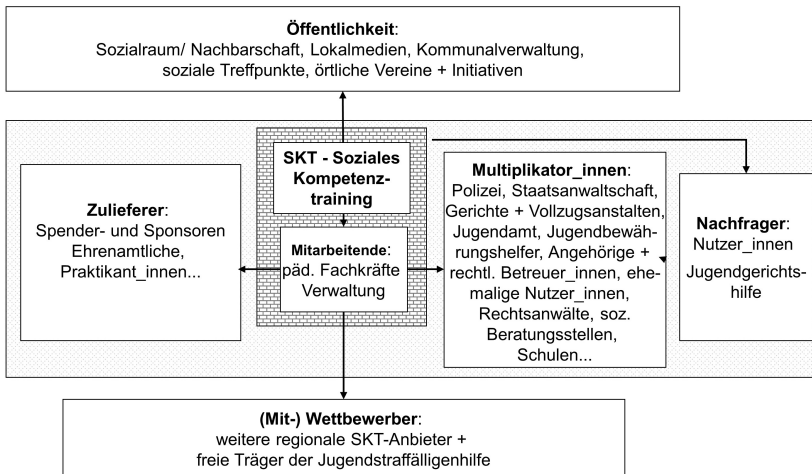 Öffentlichkeit:
Sozialraum/ Nachbarschaft, Lokalmedien, Kommunalverwaltung,
soziale Treffpunkte, örtliche Vereine + Initiativen
SKT - Soziales
Kompetenz-
training
Zulieferer:
Spender- und Sponsoren
Ehrenamtliche,
Praktikant_innen...
Mitarbeitende:
päd. Fachkräfte
Verwaltung
Multiplikator_innen:
Polizei, Staatsanwaltschaft,
Gerichte + Vollzugsanstalten,
Jugendamt, Jugendbewäh-
rungshelfer, Angehörige +
rechtl. Betreuer_innen, ehe-
malige Nutzer_innen,
Rechtsanwälte, soz.
Beratungsstellen,
Schulen...
Nachfrager:
Nutzer_innen
Jugendgerichts-
hilfe
(Mit-) Wettbewerber:
weitere regionale SKT-Anbieter +
freie Träger der Jugendstraffälligenhilfe